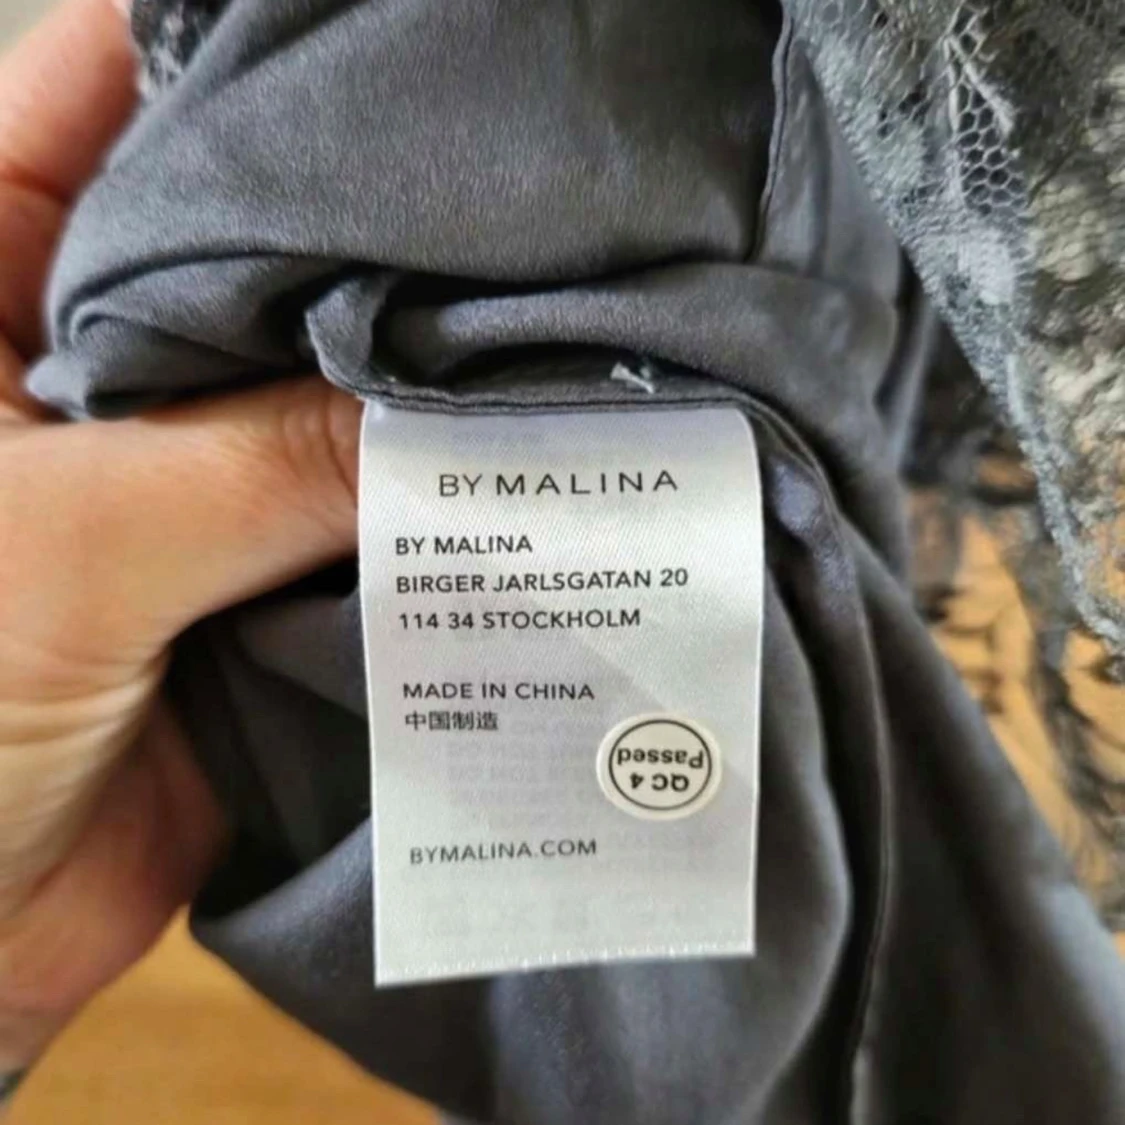 BY MALINA
BY MALINA
BIRGER JARLSGATAN 20
114 34 STOCKHOLM
MADE IN CHINA
中国制造
QC 4
Passed
BYMALINA.COM